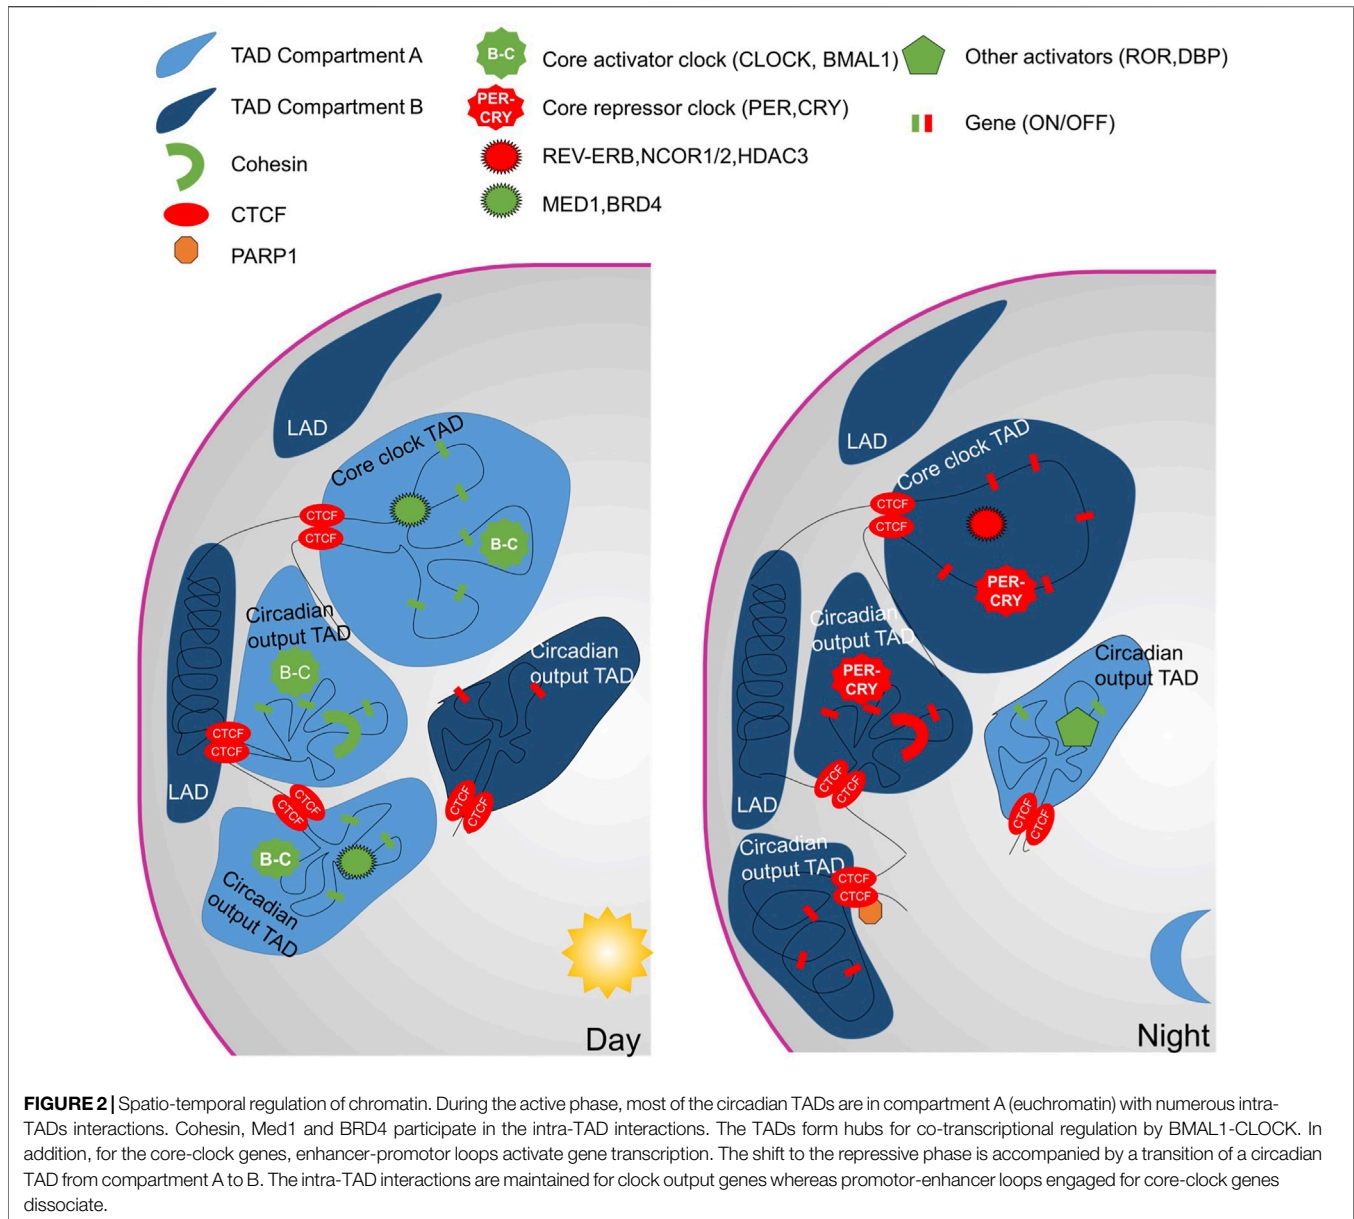 TAD Compartment A
TAD Compartment B
Cohesin
CTCF
PARP1
B-C
Core activator clock (CLOCK, BMAL1)
PER-
CRY
Core repressor clock (PER,CRY)
REV-ERB,NCOR1/2,HDAC3
MED1,BRD4
Other activators (ROR,DBP)
Gene (ON/OFF)
LAD
Core clock TAD
CTCF
CTCF
B-C
Circadian
output TAD
B-C
CTCF
CTCF
LAD
CTCF
CTCF
B-C
Circadian
output TAD
Circadian
output TAD
CTCF
CTCF
Day
LAD
Core clock TAD
CTCF
CTCF
PER-
CRY
Circadian
output TAD
PER-
CRY
CTCF
CTCF
LAD
Circadian
output TAD
CTCF
CTCF
Circadian
output TAD
CTCF
CTCF
Night
FIGURE 2 | Spatio-temporal regulation of chromatin. During the active phase, most of the circadian TADs are in compartment A (euchromatin) with numerous intra-
TADs interactions. Cohesin, Med1 and BRD4 participate in the intra-TAD interactions. The TADs form hubs for co-transcriptional regulation by BMAL1-CLOCK. In
addition, for the core-clock genes, enhancer-promotor loops activate gene transcription. The shift to the repressive phase is accompanied by a transition of a circadian
TAD from compartment A to B. The intra-TAD interactions are maintained for clock output genes whereas promotor-enhancer loops engaged for core-clock genes
dissociate.